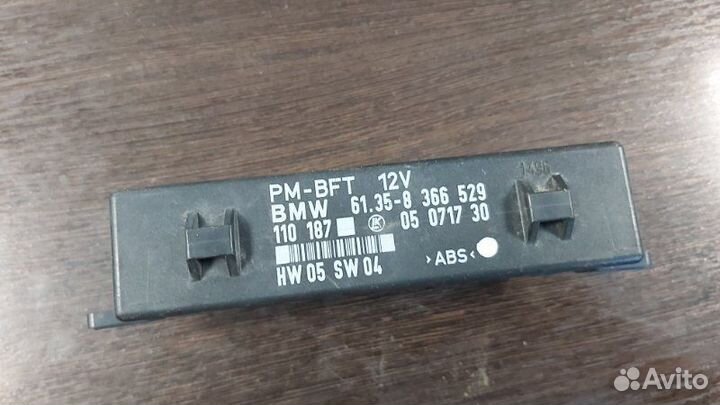 1496
PM-BFT 12V
BMW 61.35-8 366 529
110 187 05 0717 30
HW 05 SW 04
>ABS<
Avito